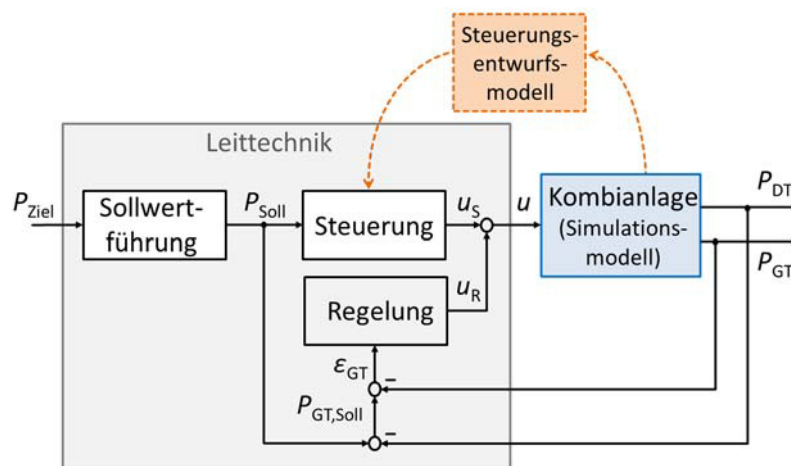 Steuerungs-
entwurfs-
modell
Leittechnik
P_Ziel
Sollwert-
führung
P_Soll
Steuerung
u_S
u
Kombianlage
(Simulations-
modell)
P_DT
P_GT
u_R
Regelung
ε_GT
–
P_GT,Soll
–